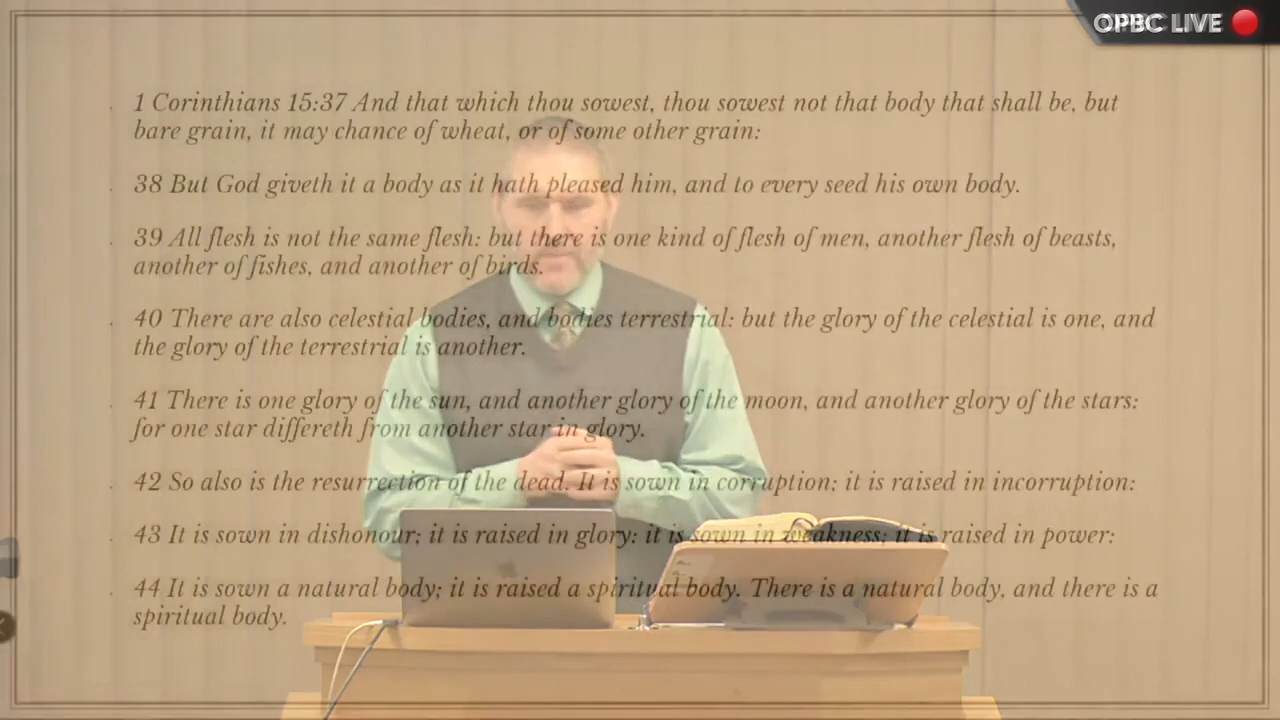 OPBC LIVE
1 Corinthians 15:37 And that which thou sowest, thou sowest not that body that shall be, but
bare grain, it may chance of wheat, or of some other grain:
38 But God giveth it a body as it hath pleased him, and to every seed his own body.
39 All flesh is not the same flesh: but there is one kind of flesh of men, another flesh of beasts,
another of fishes, and another of birds.
40 There are also celestial bodies, and bodies terrestrial: but the glory of the celestial is one, and
the glory of the terrestrial is another.
41 There is one glory of the sun, and another glory of the moon, and another glory of the stars:
for one star differeth from another star in glory.
42 So also is the resurrection of the dead. It is sown in corruption; it is raised in incorruption:
43 It is sown in dishonour; it is raised in glory: it is sown in weakness; it is raised in power:
44 It is sown a natural body; it is raised a spiritual body. There is a natural body, and there is a
spiritual body.